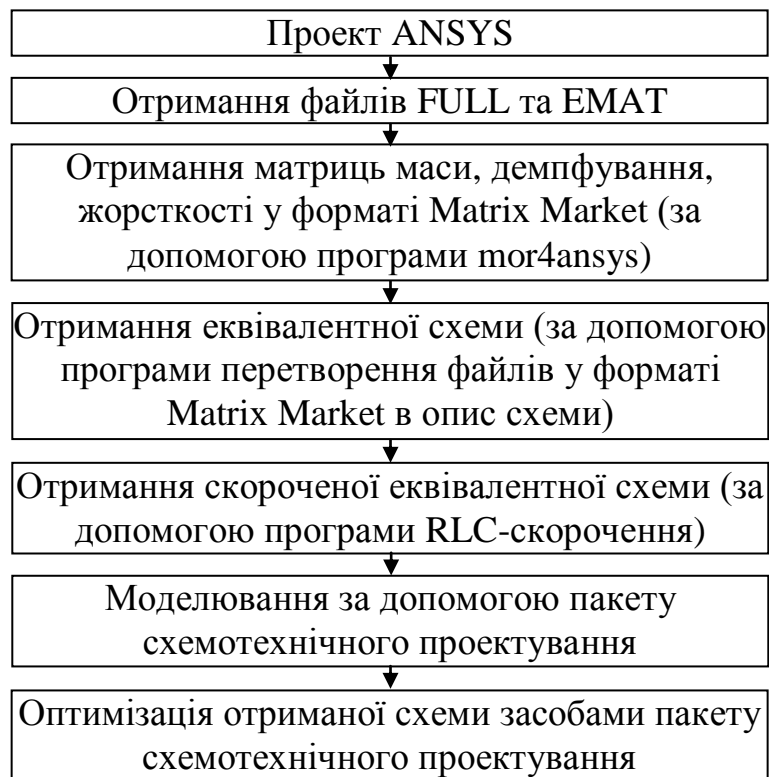 Проект ANSYS
Отримання файлів FULL та EMAT
Отримання матриць маси, демпфування,
жорсткості у форматі Matrix Market (за
допомогою програми mor4ansys)
Отримання еквівалентної схеми (за допомогою
програми перетворення файлів у форматі
Matrix Market в опис схеми)
Отримання скороченої еквівалентної схеми (за
допомогою програми RLC-скорочення)
Моделювання за допомогою пакету
схемотехнічного проектування
Оптимізація отриманої схеми засобами пакету
схемотехнічного проектування